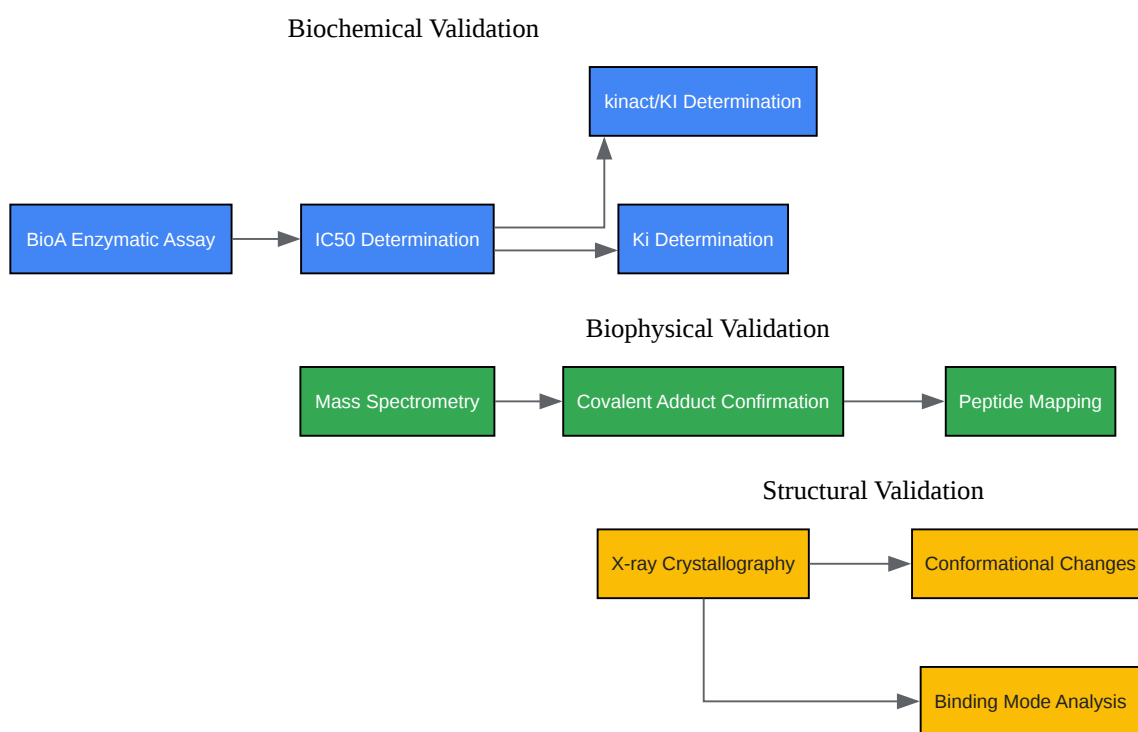 Biochemical Validation
kinact/KI Determination
BioA Enzymatic Assay
IC50 Determination
Ki Determination
Biophysical Validation
Mass Spectrometry
Covalent Adduct Confirmation
Peptide Mapping
Structural Validation
X-ray Crystallography
Conformational Changes
Binding Mode Analysis